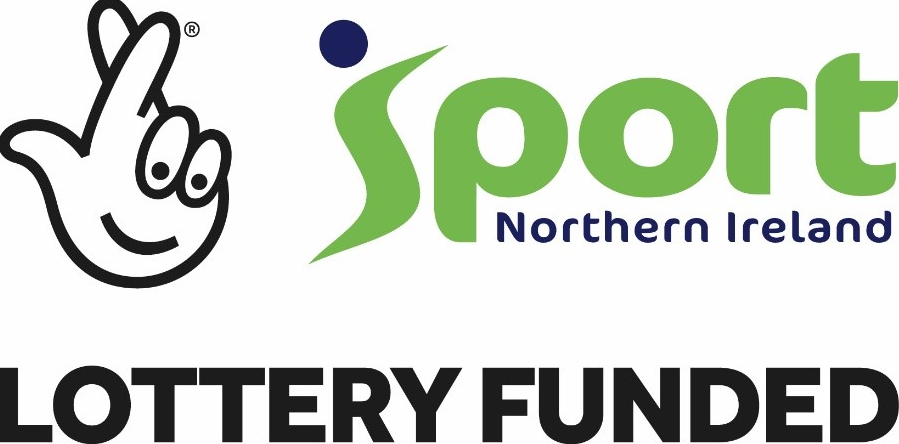 ®
Sport
Northern Ireland
LOTTERY FUNDED